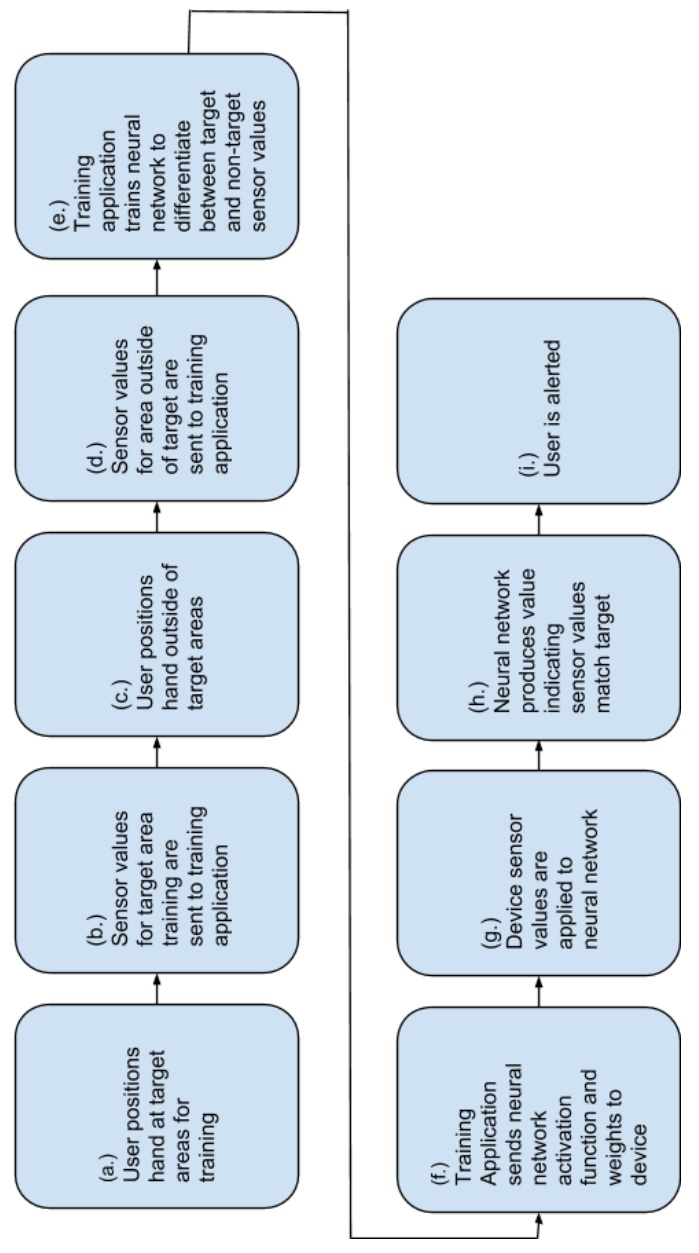 (a.)
User positions
hand at target
areas for
training
(b.)
Sensor values
for target area
training are
sent to training
application
(c.)
User positions
hand outside of
target areas
(d.)
Sensor values
for area outside
of target are
sent to training
application
(e.)
Training
application
trains neural
network to
differentiate
between target
and non-target
sensor values
(f.)
Training
Application
sends neural
network
activation
function and
weights to
device
(g.)
Device sensor
values are
applied to
neural network
(h.)
Neural network
produces value
indicating
sensor values
match target
(i.)
User is alerted